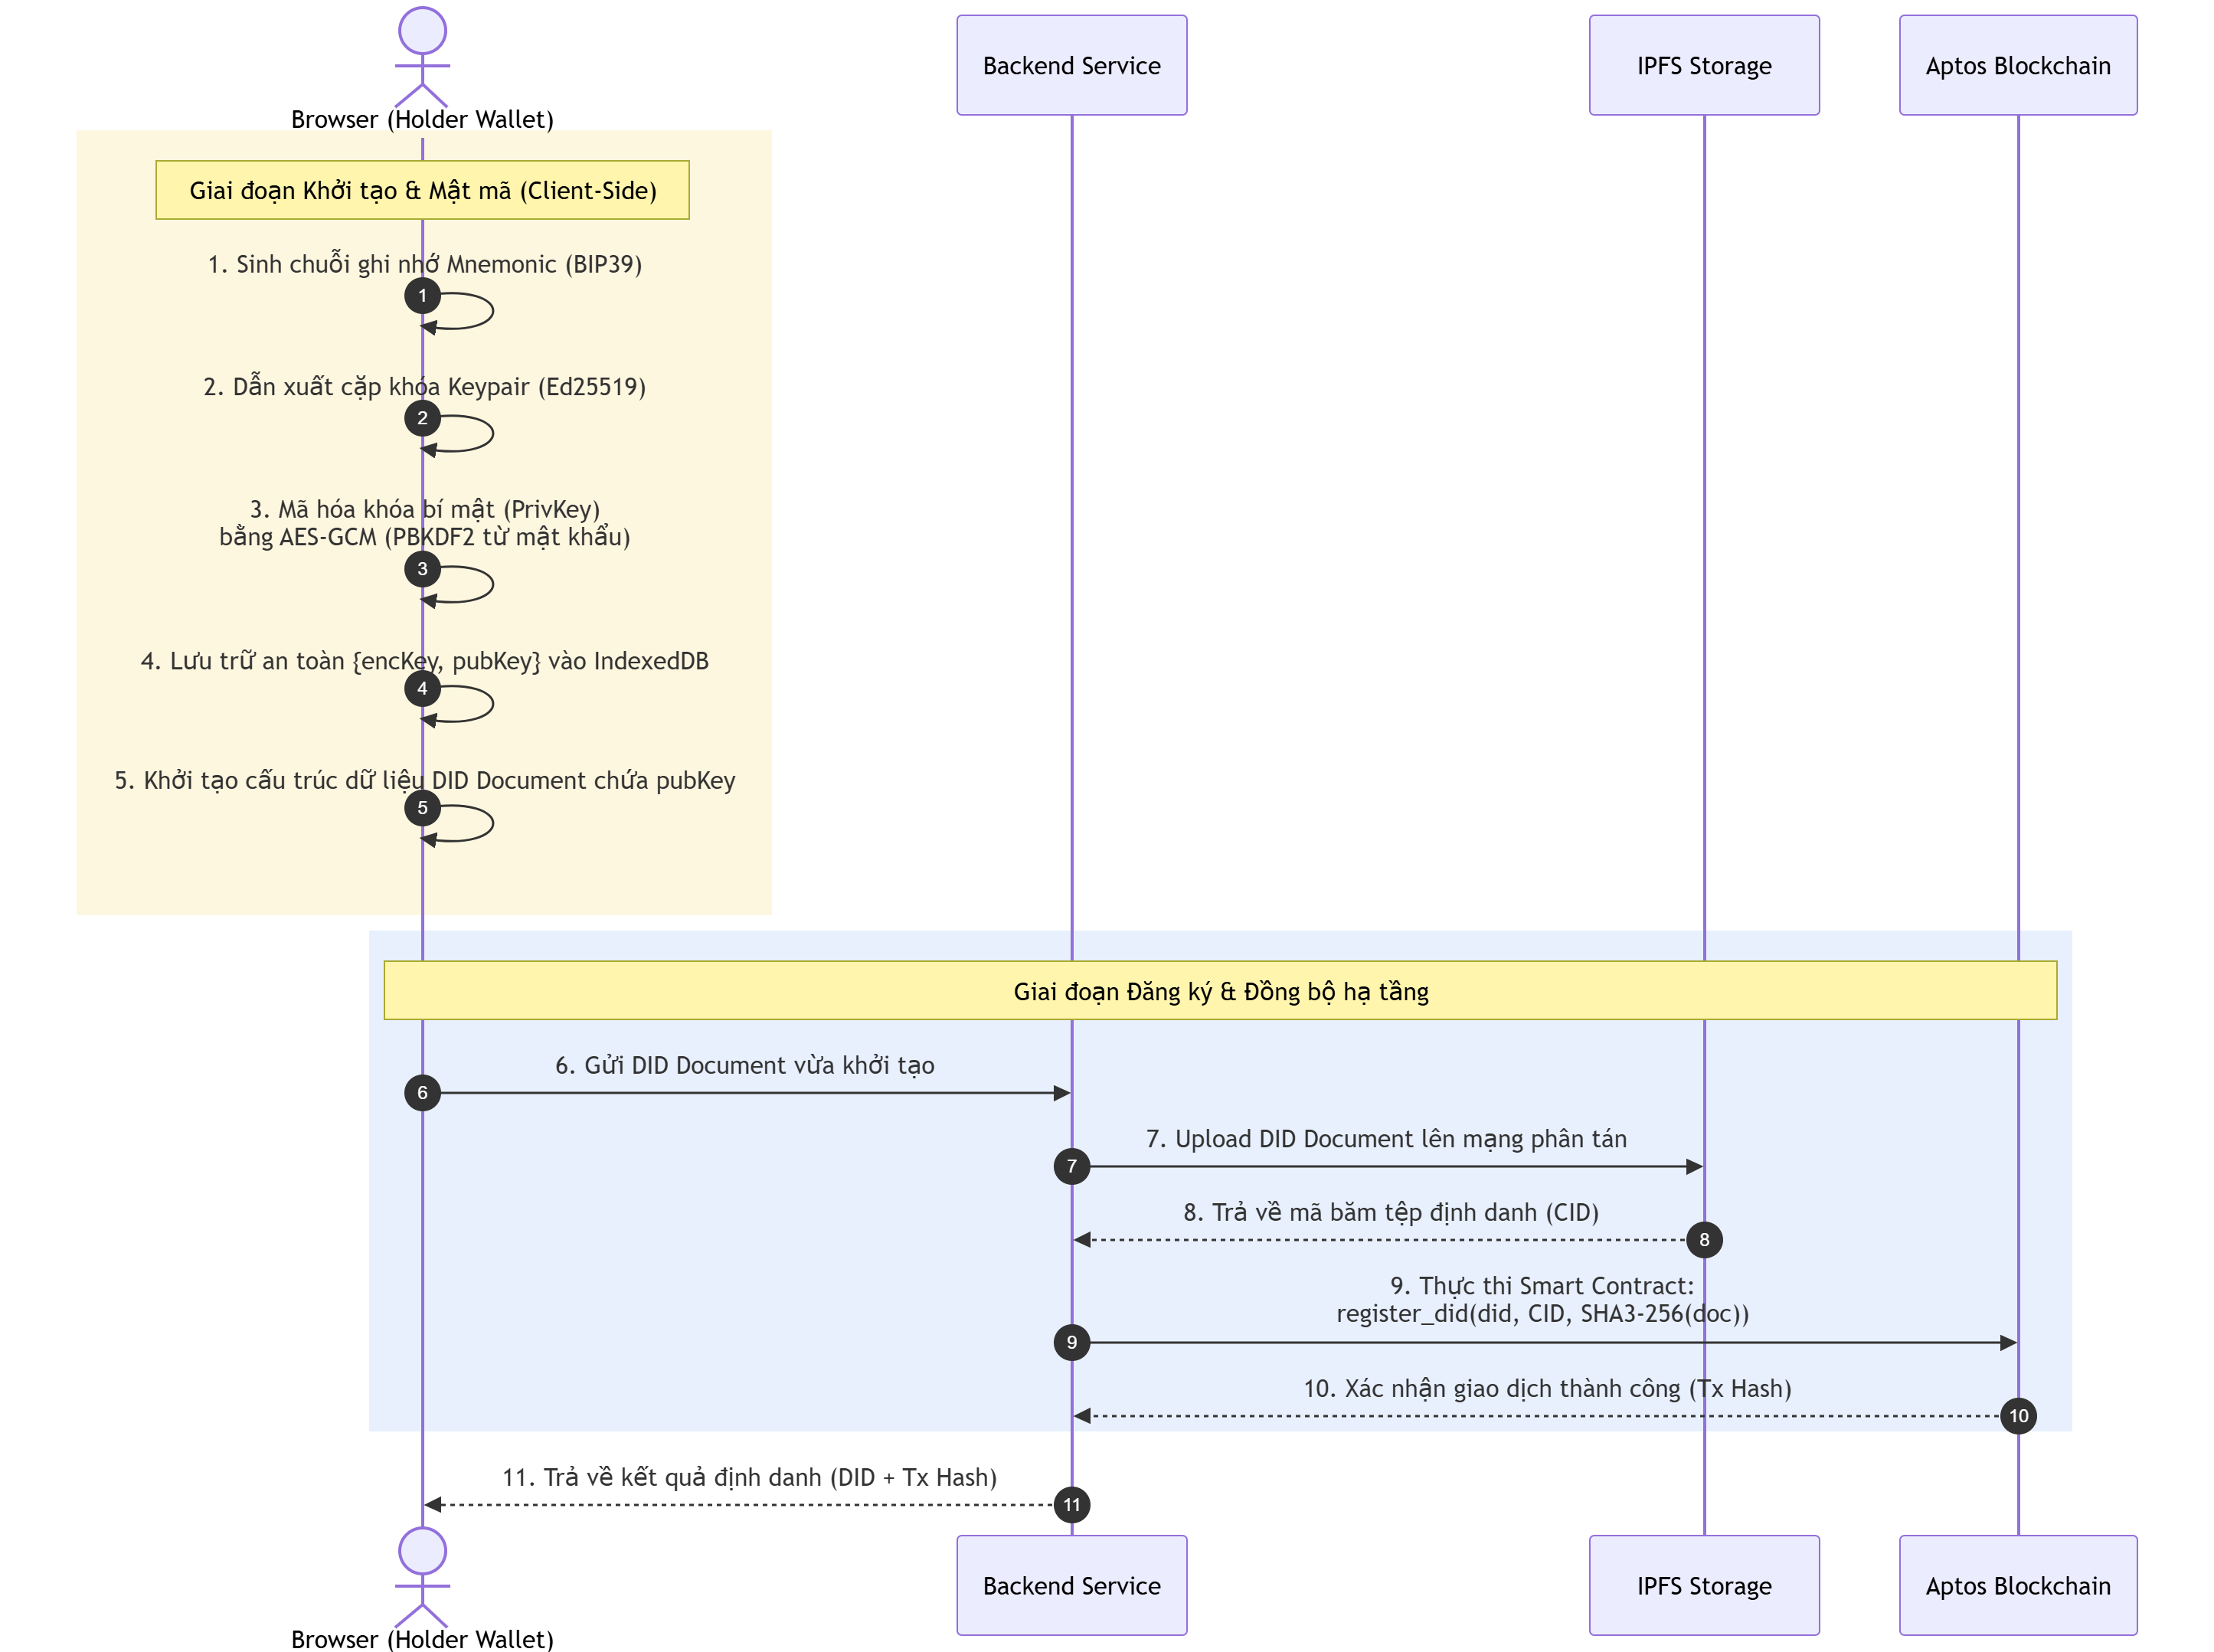 Browser (Holder Wallet)
Backend Service
IPFS Storage
Aptos Blockchain
Giai đoạn Khởi tạo & Mật mã (Client-Side)
1. Sinh chuỗi ghi nhớ Mnemonic (BIP39)
1
2. Dẫn xuất cặp khóa Keypair (Ed25519)
2
3. Mã hóa khóa bí mật (PrivKey)
bằng AES-GCM (PBKDF2 từ mật khẩu)
3
4. Lưu trữ an toàn {encKey, pubKey} vào IndexedDB
4
5. Khởi tạo cấu trúc dữ liệu DID Document chứa pubKey
5
Giai đoạn Đăng ký & Đồng bộ hạ tầng
6. Gửi DID Document vừa khởi tạo
6
7. Upload DID Document lên mạng phân tán
7
8. Trả về mã băm tệp định danh (CID)
8
9. Thực thi Smart Contract:
register_did(did, CID, SHA3-256(doc))
9
10. Xác nhận giao dịch thành công (Tx Hash)
10
11. Trả về kết quả định danh (DID + Tx Hash)
11
Browser (Holder Wallet)
Backend Service
IPFS Storage
Aptos Blockchain